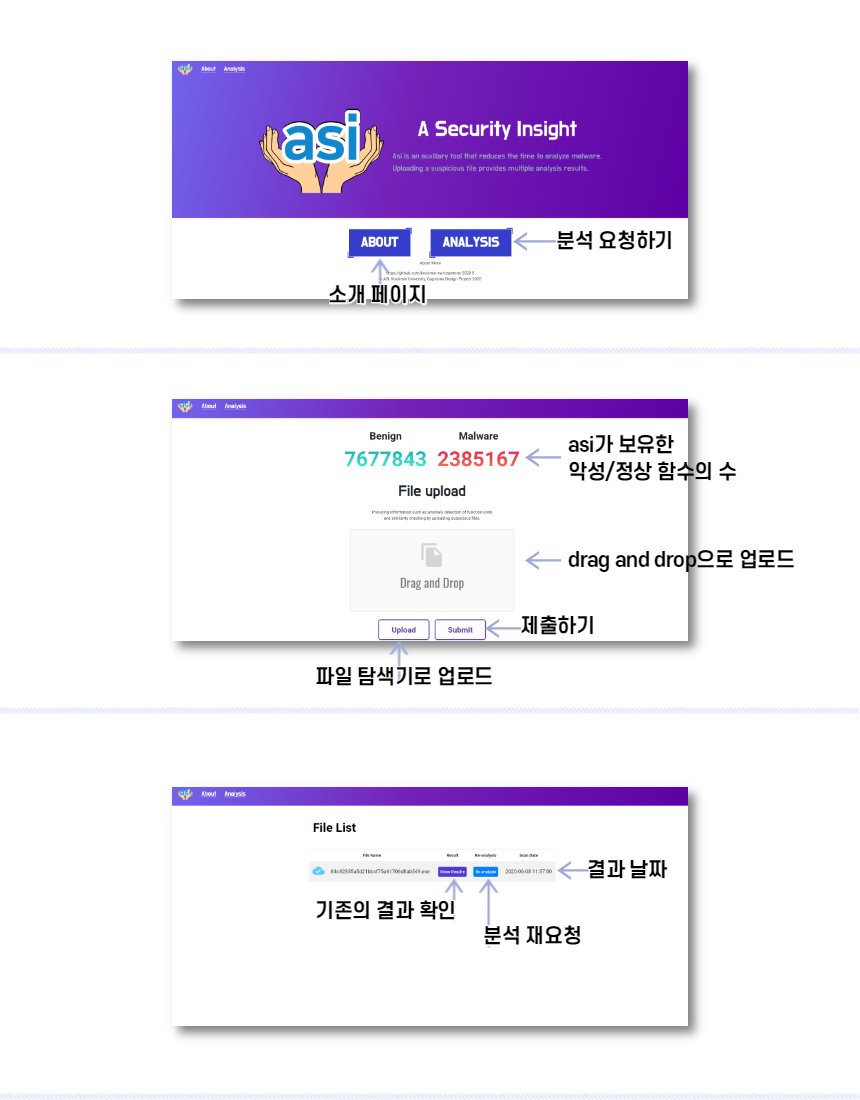 asi About Analysis
asi
A Security Insight
Asi is an auxiliary tool that reduces the time to analyze malware.
Uploading a suspicious file provides multiple analysis results.
ABOUT
ANALYSIS
분석 요청하기
About More
소개 페이지
asi About Analysis
Benign Malware
7677843 2385167
asi가 보유한
악성/정상 함수의 수
File upload
Providing information such as anomaly detection of function units
and similarity checking by uploading suspicious files.
Drag and Drop
drag and drop으로 업로드
Upload Submit
제출하기
파일 탐색기로 업로드
asi About Analysis
File List
File Name Result Re-analysis Scan Date
Show Results Re-analysis 2020-06-08 11:57:00
결과 날짜
기존의 결과 확인
분석 재요청